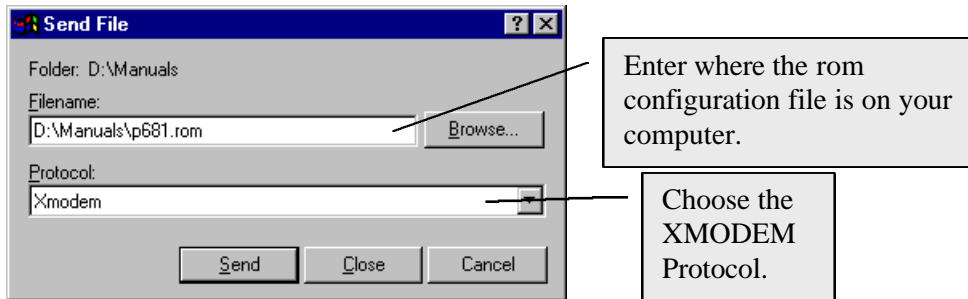 Send File
Folder: D:\Manuals
Filename:
D:\Manuals\p681.rom
Browse...
Protocol:
Xmodem
Send
Close
Cancel
Enter where the rom
configuration file is on your
computer.
Choose the
XMODEM
Protocol.